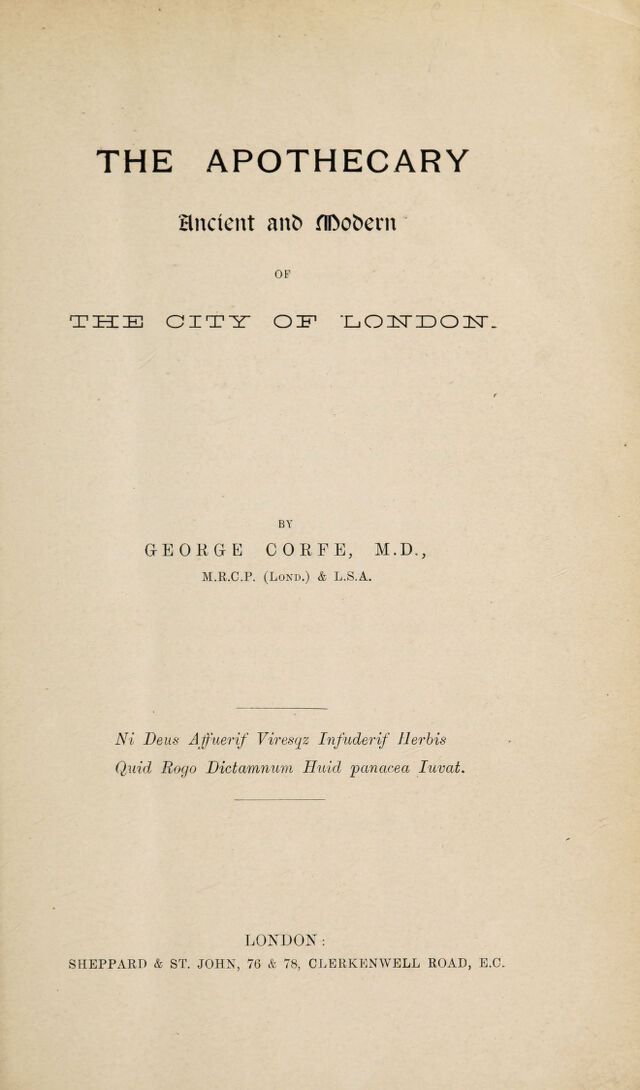 THE APOTHECARY
Ancient and Modern
OF
THE CITY OF LONDON.
BY
GEORGE CORFE, M.D.,
M.R.C.P. (Lond.) & L.S.A.
Ni Deus Affuerif Viresqz Infuderif Herbis
Quid Rogo Dictamnum Huid panacea Iuvat.
LONDON:
SHEPPARD & ST. JOHN, 76 & 78, CLERKENWELL ROAD, E.C.